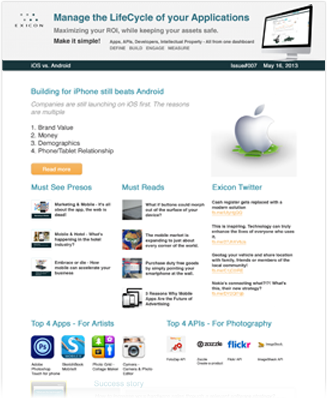 EXICON
Manage the LifeCycle of your Applications
Maximizing your ROI, while keeping your assets safe.
Make it simple!
Apps, APIs, Developers, Intellectual Property - All from one dashboard
DEFINE BUILD ENGAGE MEASURE
iOS vs. Android
Issue#007 May 16, 2013
Building for iPhone still beats Android
Companies are still launching on iOS first. The reasons
are multiple
1. Brand Value
2. Money
3. Demographics
4. Phone/Tablet Relationship
Read more
Must See Presos
Marketing & Mobile - It's all
about the app, the web is
dead!
Mobile & Hotel - What's
happening in the hotel
industry?
Embrace or die - How
mobile can accelerate your
business
Must Reads
What if buttons could morph
out of the surface of your
device?
The mobile market is
expanding to just about
every corner of the world.
Purchase duty free goods
by simply pointing your
smartphone at the wall.
5 Reasons Why Mobile
Apps Are the Future of
Advertising
Exicon Twitter
Cash register gets replaced with a
modern solution
This is inspiring. Technology can truly
enhance the lives of everyone who uses
it
Geotag your vehicle and share location
with family, friends or members of the
local community!
Nokia's connecting what??? What's
this, their new strategy?
Top 4 Apps - For Artists
Adobe
Photoshop
Touch for phone
SketchBook
Mobile
Photo Grid -
Collage Maker
Camera -
Camera & Photo
Editor
Top 4 APIs - For Photography
zazzle
flickr
Zazzle
Create-a-product
Flickr API
Success story